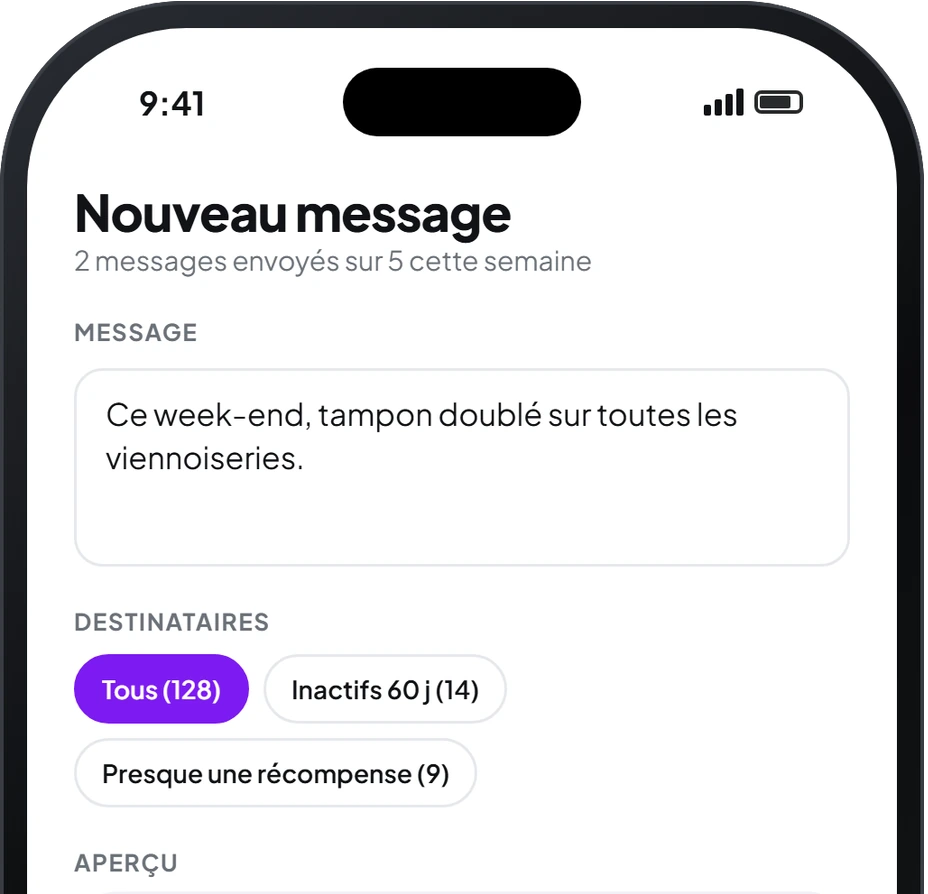 9:41
Nouveau message
2 messages envoyés sur 5 cette semaine
MESSAGE
Ce week-end, tampon doublé sur toutes les
viennoiseries.
DESTINATAIRES
Tous (128)
Inactifs 60 j (14)
Presque une récompense (9)
APERÇU